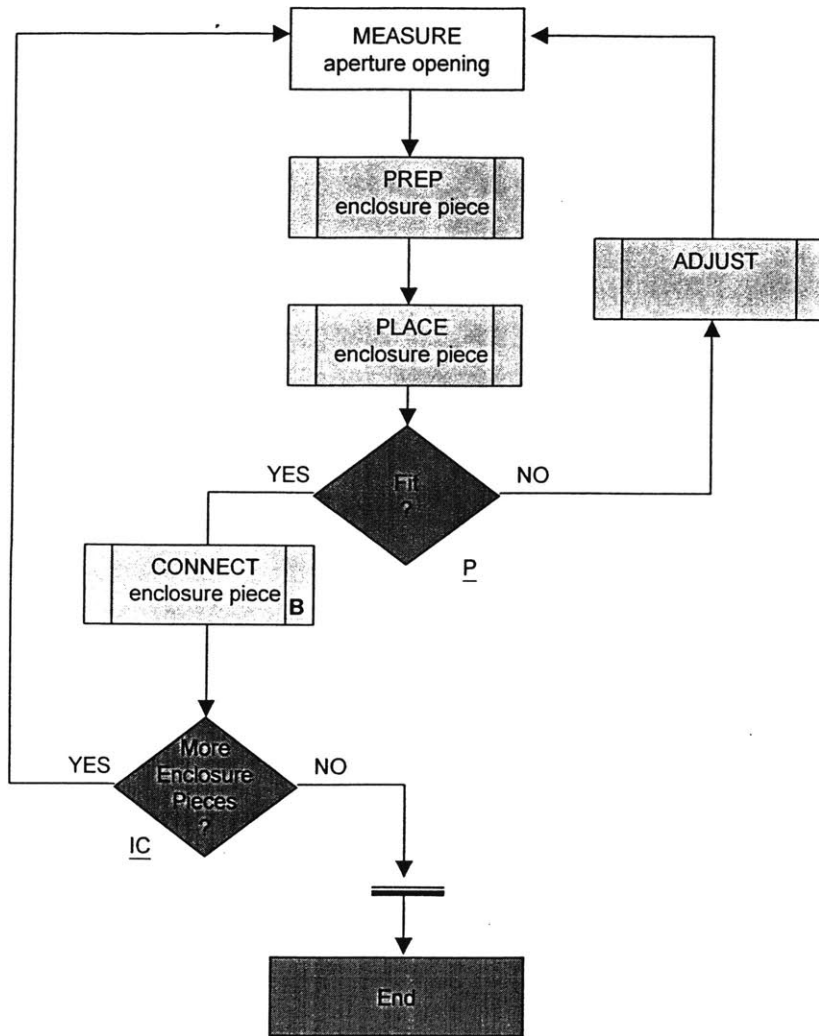 MEASURE
aperture opening
PREP
enclosure piece
ADJUST
PLACE
enclosure piece
YES
Fit
?
NO
P
CONNECT
enclosure piece
B
YES
More
Enclosure
Pieces
?
NO
IC
End